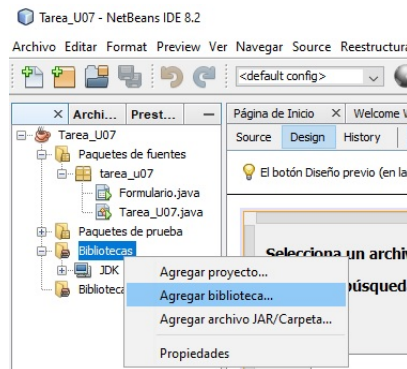 Tarea_U07 - NetBeans IDE 8.2
Archivo Editar Format Preview Ver Navegar Source Reestructura
<default config>
Archi... Prest...
Página de Inicio Welcome
Tarea_U07
Source Design History
Paquetes de fuentes
tarea_u07
El botón Diseño previo (en la
Formulario.java
Tarea_U07.java
Paquetes de prueba
Bibliotecas
Selecciona un archiv
JDK
Agregar proyecto...
Biblioteca
Agregar biblioteca...
búsqued
Agregar archivo JAR/Carpeta...
Propiedades